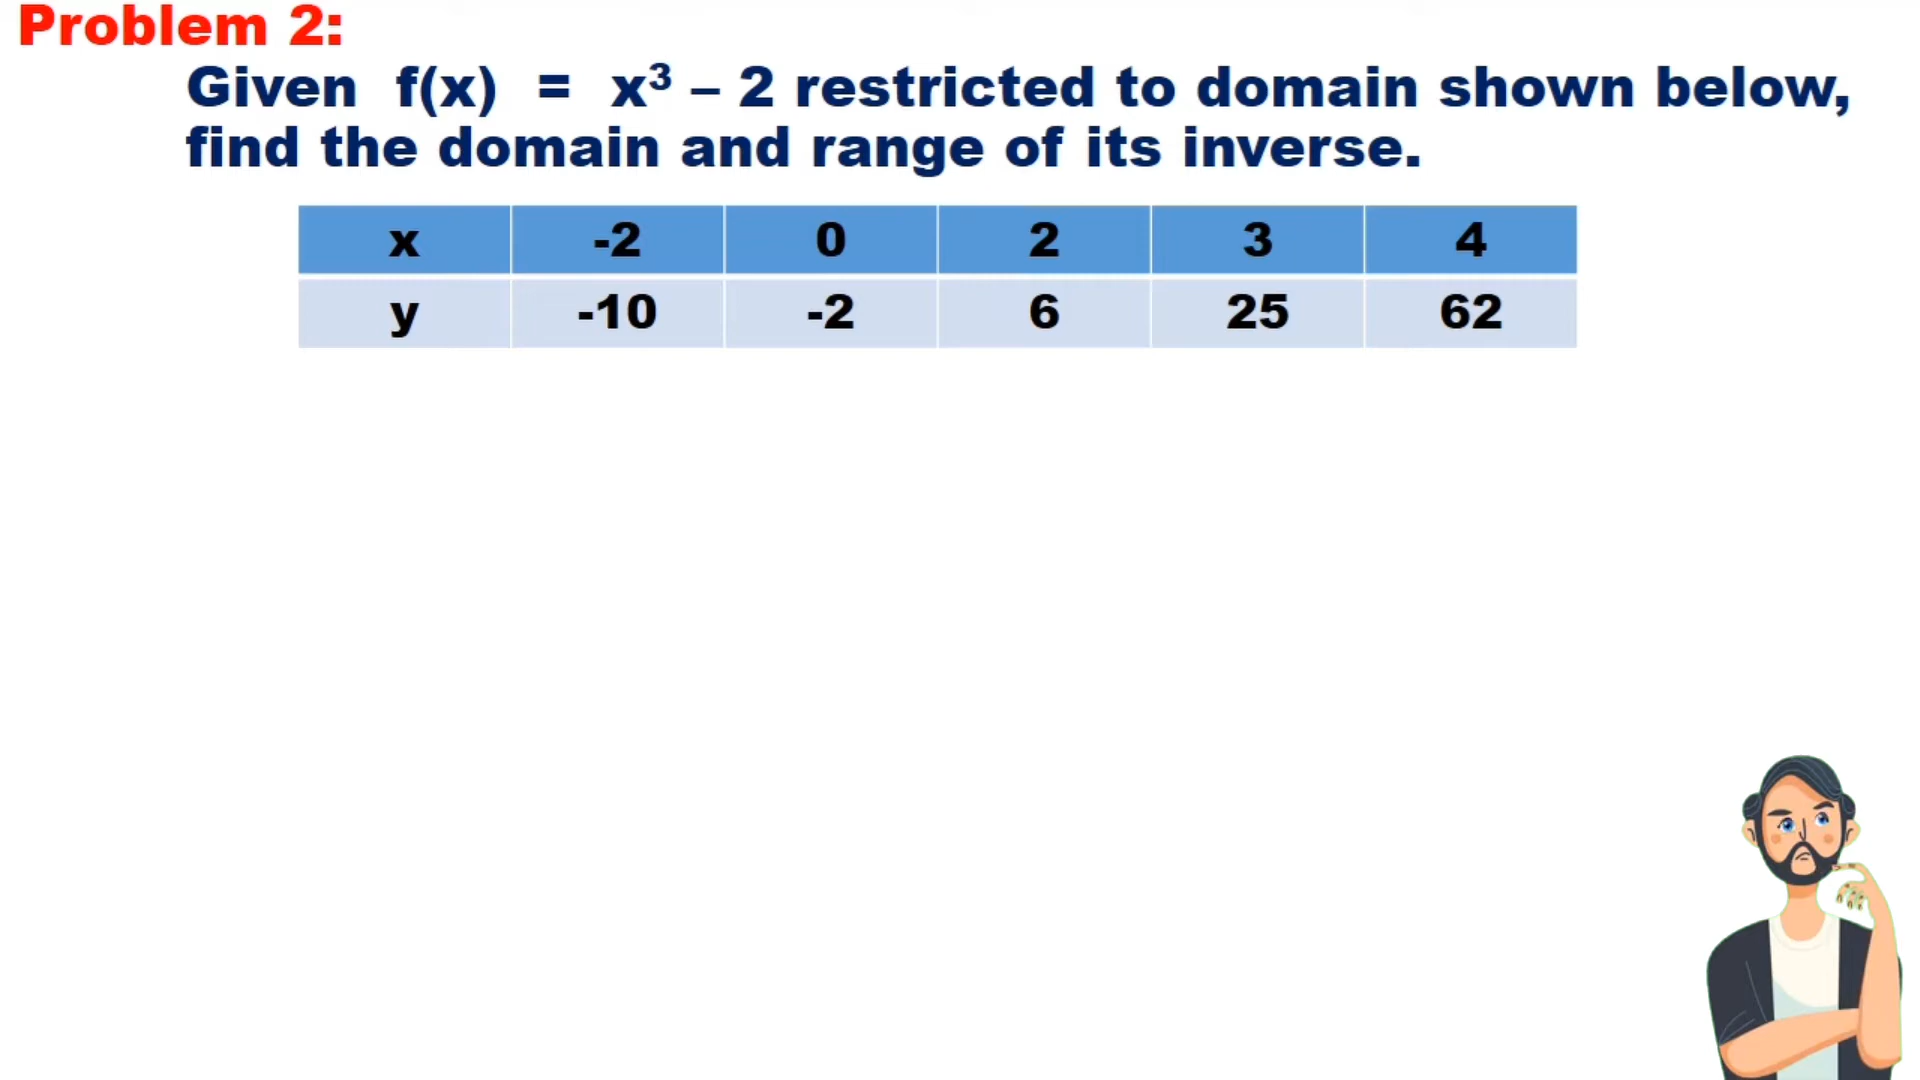 Problem 2:
Given f(x) = x³ – 2 restricted to domain shown below,
find the domain and range of its inverse.
x -2 0 2 3 4
y -10 -2 6 25 62